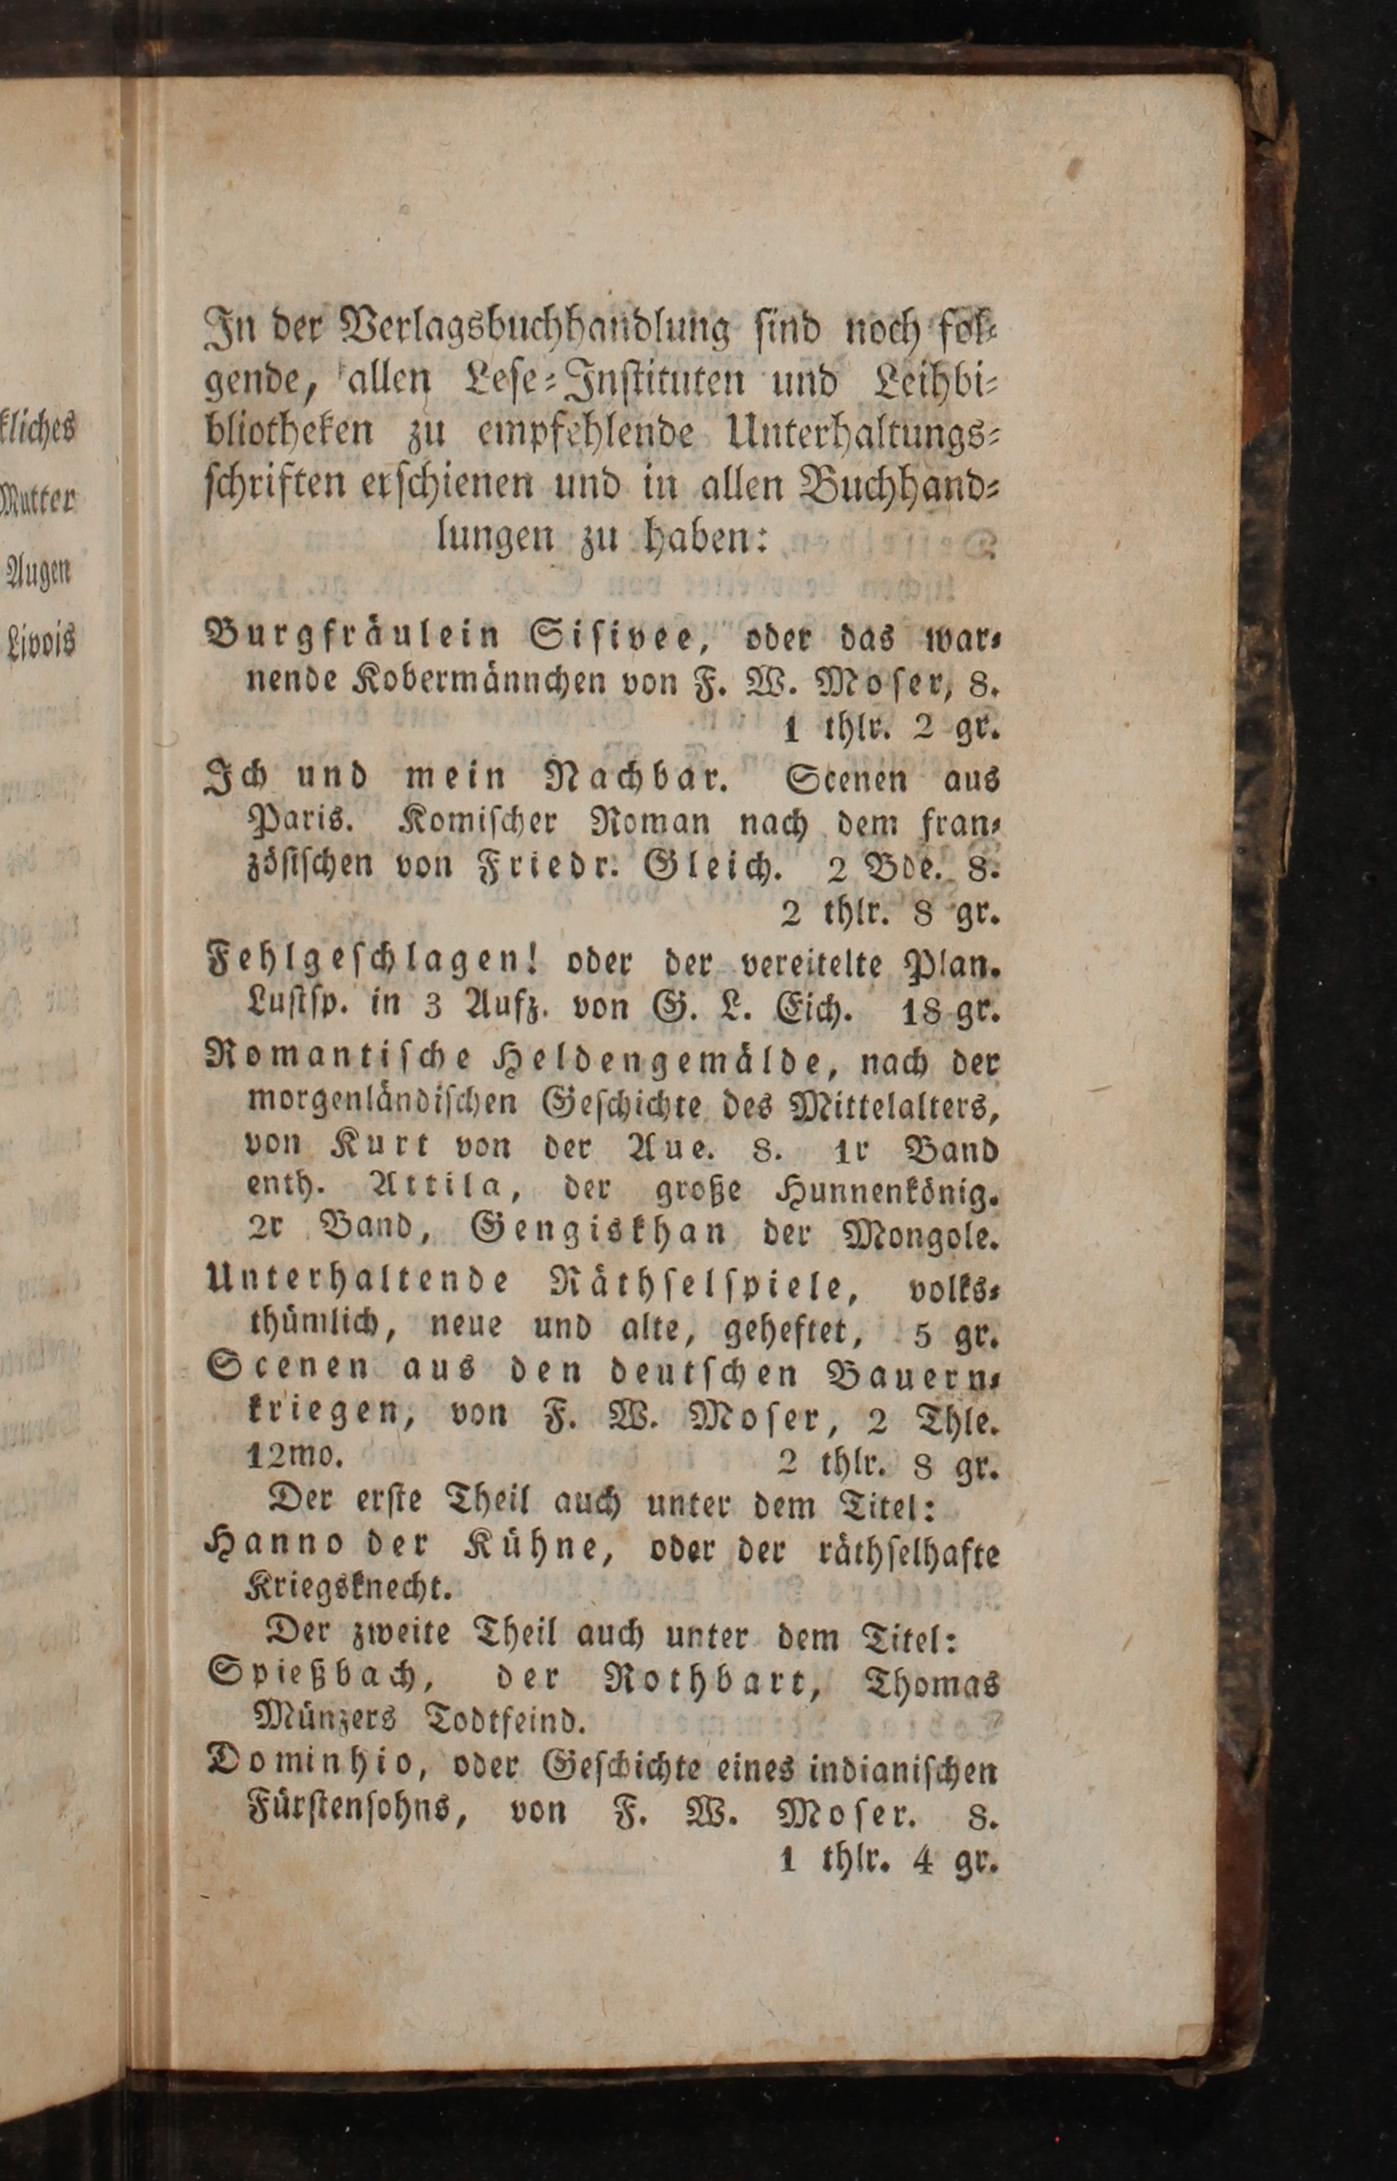 kliches
Mutter
Augen
Livois
In der Verlagsbuchhandlung sind noch fol-
gende, allen Lese-Instituten und Leihbi-
bliotheken zu empfehlende Unterhaltungs-
schriften erschienen und in allen Buchhand-
lungen zu haben:
Burgfräulein Sisivee, oder das war-
nende Kobermännchen von F. W. Moser, 8.
1 thlr. 2 gr.
Ich und mein Nachbar. Scenen aus
Paris. Komischer Roman nach dem fran-
zösischen von Friedr. Gleich. 2 Bde. 8.
2 thlr. 8 gr.
Fehlgeschlagen! oder der vereitelte Plan.
Lustsp. in 3 Aufz. von G. L. Eich. 18 gr.
Romantische Heldengemälde, nach der
morgenländischen Geschichte des Mittelalters,
von Kurt von der Aue. 8. 1r Band
enth. Attila, der große Hunnenkönig.
2r Band, Gengiskhan der Mongole.
Unterhaltende Räthselspiele, volks-
thümlich, neue und alte, geheftet, 5 gr.
Scenen aus den deutschen Bauern-
kriegen, von F. W. Moser, 2 Thle.
12mo. 2 thlr. 8 gr.
Der erste Theil auch unter dem Titel:
Hanno der Kühne, oder der räthselhafte
Kriegsknecht.
Der zweite Theil auch unter dem Titel:
Spießbach, der Rothbart, Thomas
Münzers Todtfeind.
Dominhio, oder Geschichte eines indianischen
Fürstensohns, von F. W. Moser. 8.
1 thlr. 4 gr.